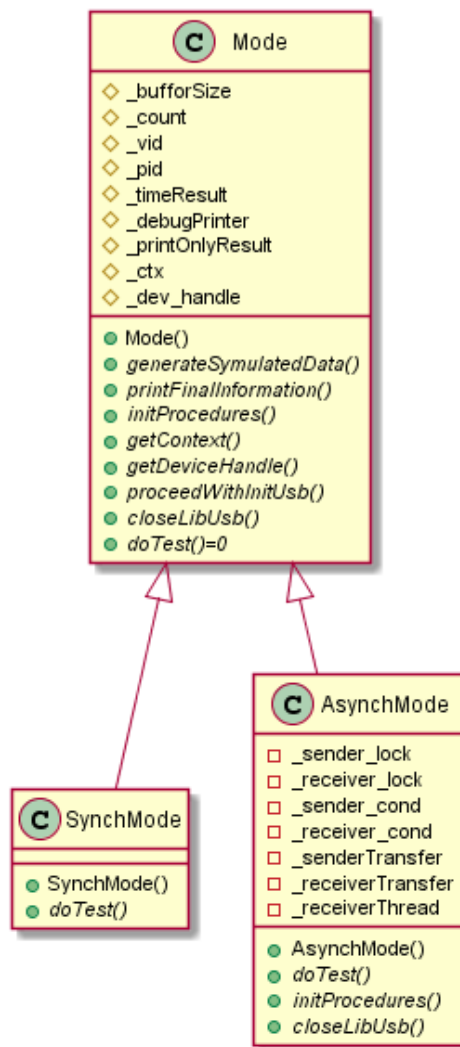 C Mode
_bufforSize
_count
_vid
_pid
_timeResult
_debugPrinter
_printOnlyResult
_ctx
_dev_handle
Mode()
generateSymulatedData()
printFinalInformation()
initProcedures()
getContext()
getDeviceHandle()
proceedWithInitUsb()
closeLibUsb()
doTest()=0
C SynchMode
SynchMode()
doTest()
C AsynchMode
_sender_lock
_receiver_lock
_sender_cond
_receiver_cond
_senderTransfer
_receiverTransfer
_receiverThread
AsynchMode()
doTest()
initProcedures()
closeLibUsb()